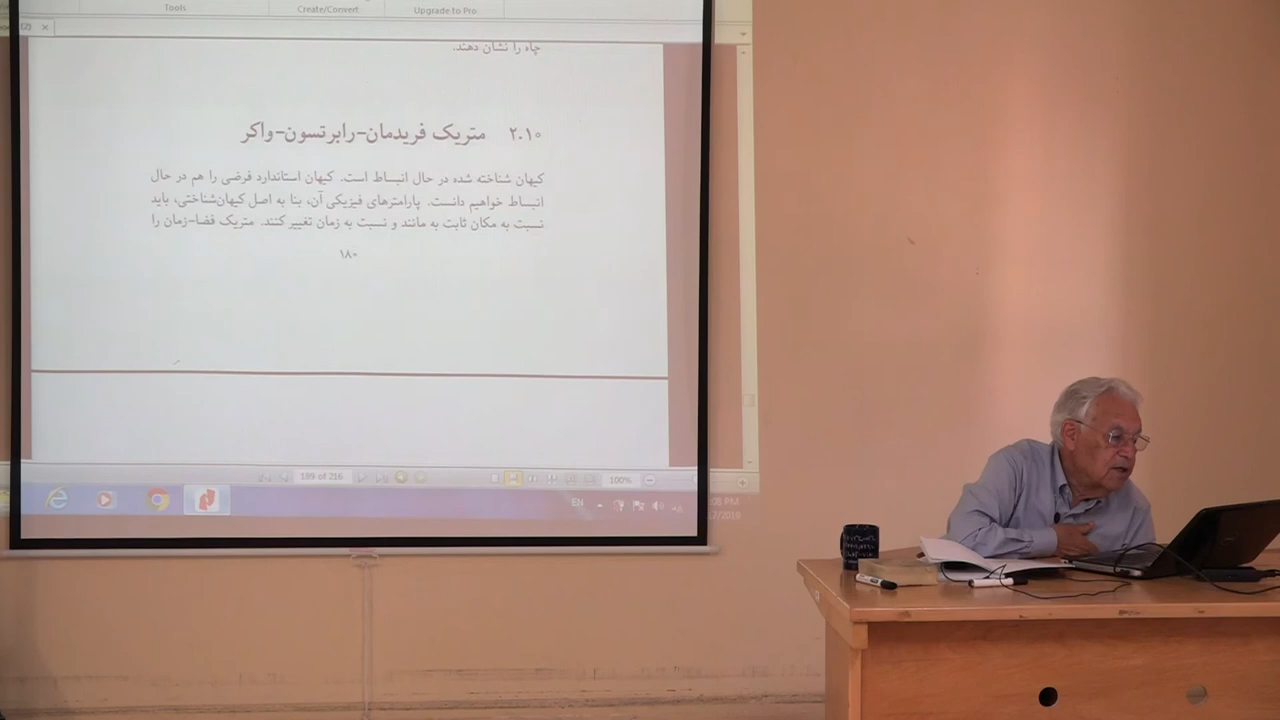 Tools
Create/Convert
Upgrade to Pro
چاه را نشان دهند.
۲.۱۰ متریک فریدمان-رابرتسون-واکر
کیهان شناخته شده در حال انبساط است. کیهان استاندارد فرضی را هم در حال
انبساط خواهیم دانست. پارامترهای فیزیکی آن، بنا به اصل کیهان‌شناختی، باید
نسبت به مکان ثابت به مانند و نسبت به زمان تغییر کنند. متریک فضا-زمان را
۱۸۰
189 of 216
100%
EN
PM
2019